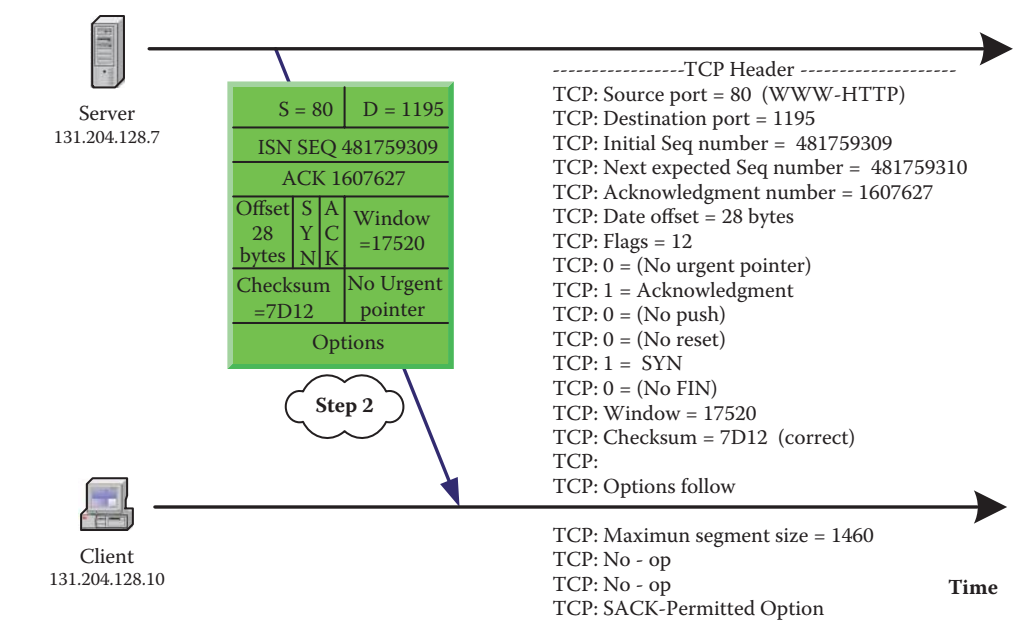 Server
131.204.128.7
S = 80
D = 1195
ISN SEQ 481759309
ACK 1607627
Offset
28
bytes
SYN
ACK
Window
=17520
Checksum
=7D12
No Urgent
pointer
Options
Step 2
-----------------TCP Header --------------------
TCP: Source port = 80 (WWW-HTTP)
TCP: Destination port = 1195
TCP: Initial Seq number = 481759309
TCP: Next expected Seq number = 481759310
TCP: Acknowledgment number = 1607627
TCP: Date offset = 28 bytes
TCP: Flags = 12
TCP: 0 = (No urgent pointer)
TCP: 1 = Acknowledgment
TCP: 0 = (No push)
TCP: 0 = (No reset)
TCP: 1 = SYN
TCP: 0 = (No FIN)
TCP: Window = 17520
TCP: Checksum = 7D12 (correct)
TCP:
TCP: Options follow
TCP: Maximun segment size = 1460
TCP: No - op
TCP: No - op
TCP: SACK-Permitted Option
Client
131.204.128.10
Time